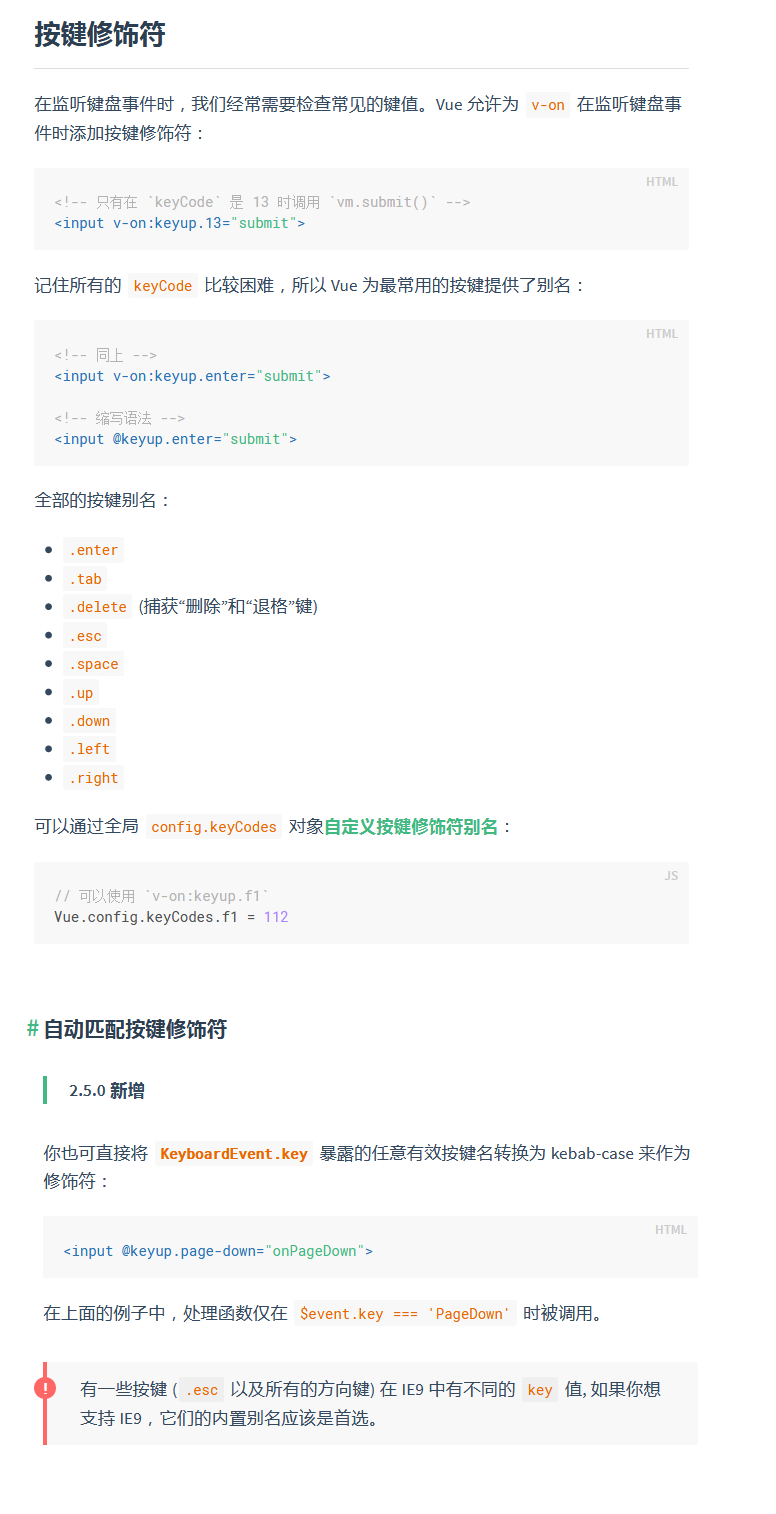 按键修饰符
在监听键盘事件时，我们经常需要检查常见的键值。Vue 允许为 v-on 在监听键盘事
件时添加按键修饰符：
HTML
<!-- 只有在 `keyCode` 是 13 时调用 `vm.submit()` -->
<input v-on:keyup.13="submit">
记住所有的 keyCode 比较困难，所以 Vue 为最常用的按键提供了别名：
HTML
<!-- 同上 -->
<input v-on:keyup.enter="submit">
<!-- 缩写语法 -->
<input @keyup.enter="submit">
全部的按键别名：
.enter
.tab
.delete (捕获“删除”和“退格”键)
.esc
.space
.up
.down
.left
.right
可以通过全局 config.keyCodes 对象自定义按键修饰符别名：
JS
// 可以使用 `v-on:keyup.f1`
Vue.config.keyCodes.f1 = 112
# 自动匹配按键修饰符
2.5.0 新增
你也可直接将 KeyboardEvent.key 暴露的任意有效按键名转换为 kebab-case 来作为
修饰符：
HTML
<input @keyup.page-down="onPageDown">
在上面的例子中，处理函数仅在 $event.key === 'PageDown' 时被调用。
! 有一些按键 (.esc 以及所有的方向键) 在 IE9 中有不同的 key 值, 如果你想
支持 IE9，它们的内置别名应该是首选。